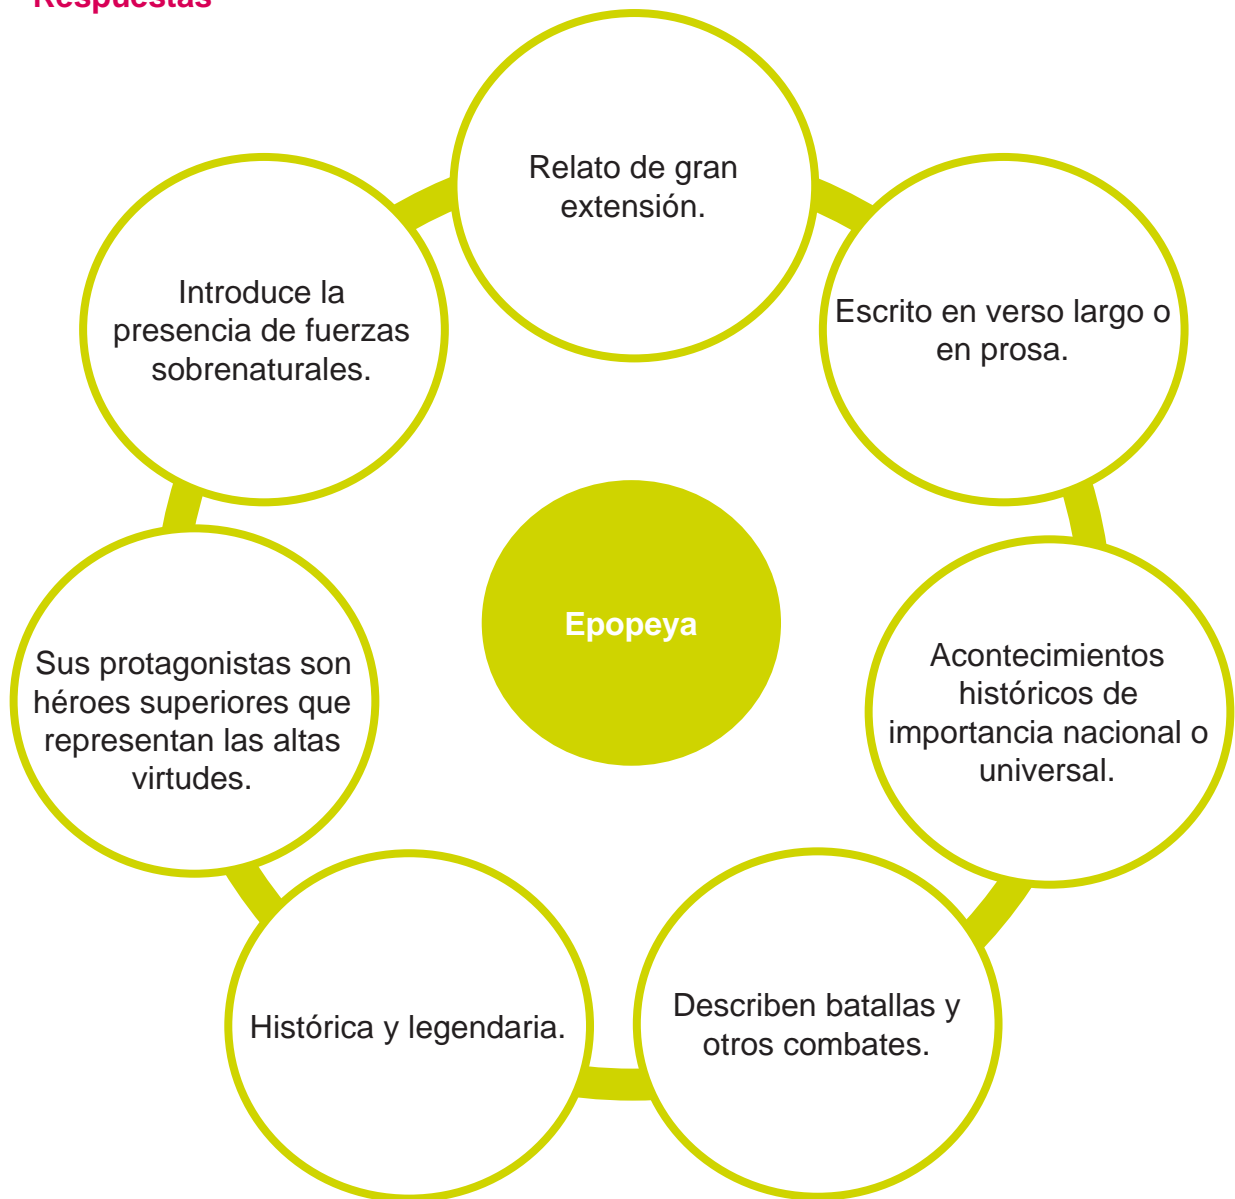 Respuestas
Relato de gran
extensión.
Escrito en verso largo o
en prosa.
Acontecimientos
históricos de
importancia nacional o
universal.
Describen batallas y
otros combates.
Histórica y legendaria.
Sus protagonistas son
héroes superiores que
representan las altas
virtudes.
Introduce la
presencia de fuerzas
sobrenaturales.
Epopeya